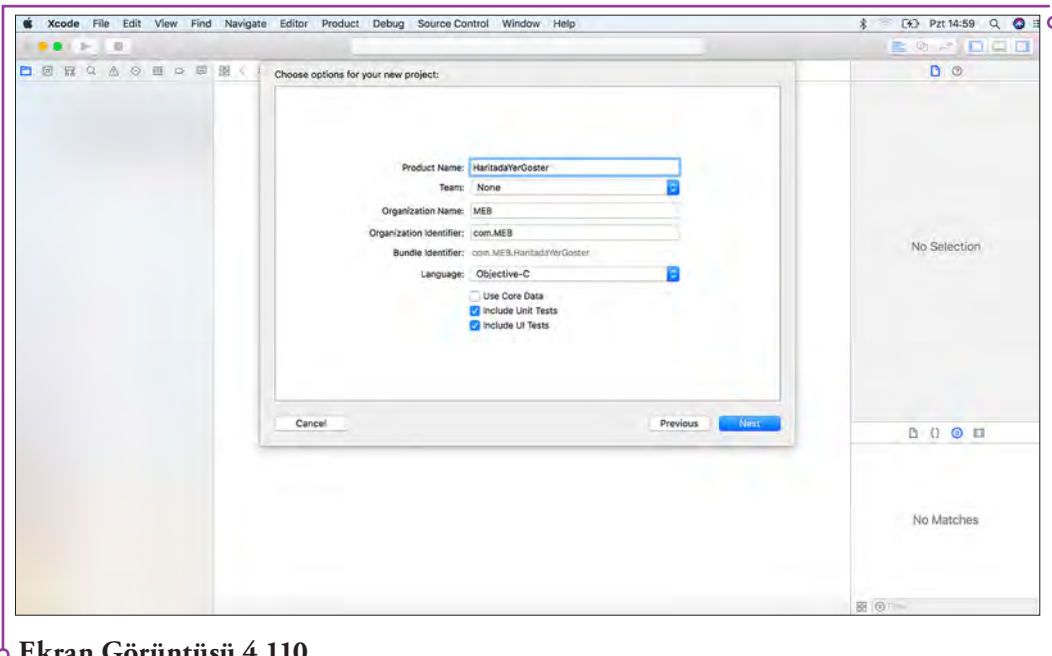 Xcode File Edit View Find Navigate Editor Product Debug Source Control Window Help Pzt 14:59
Choose options for your new project:
Product Name: HaritadaYerGoster
Team: None
Organization Name: MEB
Organization Identifier: com.MEB
Bundle Identifier: com.MEB.HaritadaYerGoster
Language: Objective-C
Use Core Data
Include Unit Tests
Include UI Tests
Cancel Previous Next
No Selection
No Matches
Ekran Görüntüsü 4.110